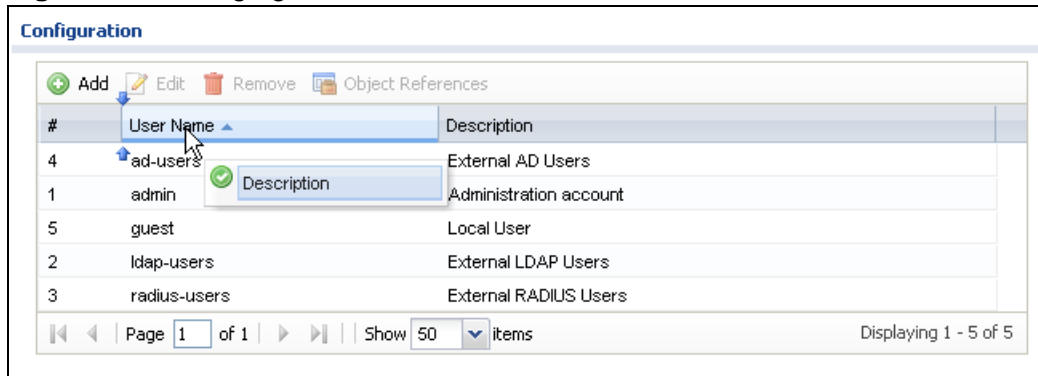 Configuration
Add Edit Remove Object References
# User Name Description
4 ad-users External AD Users
Description
1 admin Administration account
5 guest Local User
2 ldap-users External LDAP Users
3 radius-users External RADIUS Users
Page 1 of 1 Show 50 items Displaying 1 - 5 of 5